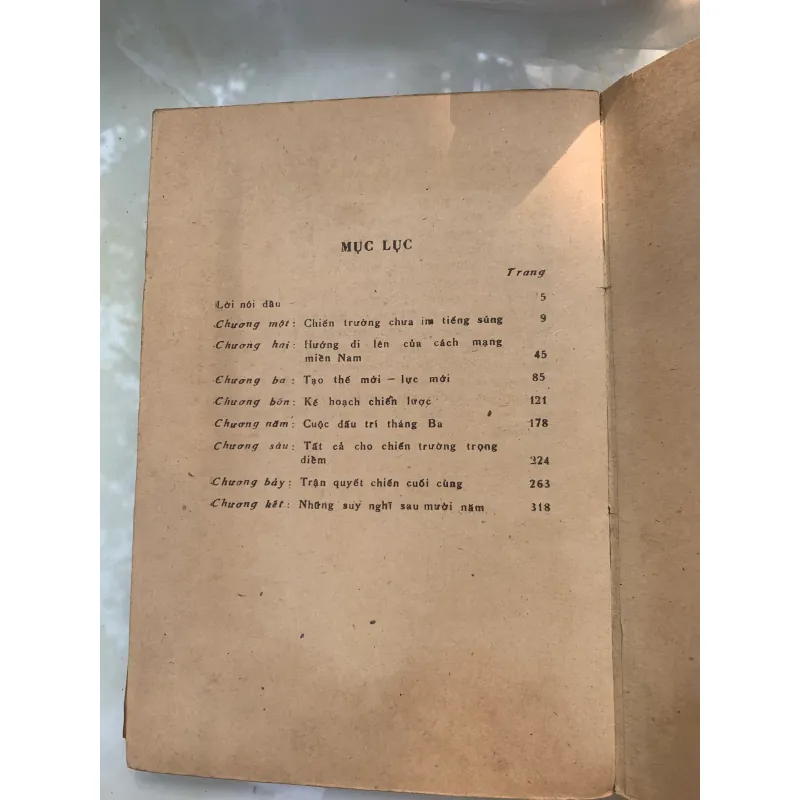 MỤC LỤC
Trang
Lời nói đầu 5
Chương một: Chiến trường chưa im tiếng súng 9
Chương hai: Hướng đi lên của cách mạng
miền Nam 45
Chương ba: Tạo thế mới — lực mới 85
Chương bốn: Kế hoạch chiến lược 121
Chương năm: Cuộc đấu trí tháng Ba 178
Chương sáu: Tất cả cho chiến trường trọng
điểm 224
Chương bảy: Trận quyết chiến cuối cùng 263
Chương kết: Những suy nghĩ sau mười năm 318